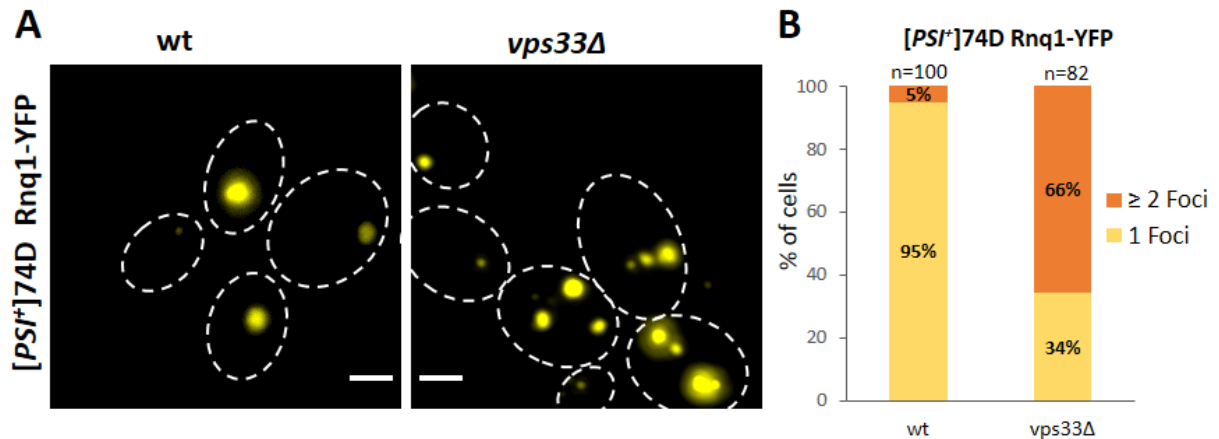 A
wt
vps33Δ
[PSI⁺]74D Rnq1-YFP
B
[PSI⁺]74D Rnq1-YFP
n=100
n=82
100
80
60
40
20
0
% of cells
5%
95%
66%
34%
≥ 2 Foci
1 Foci
wt
vps33Δ